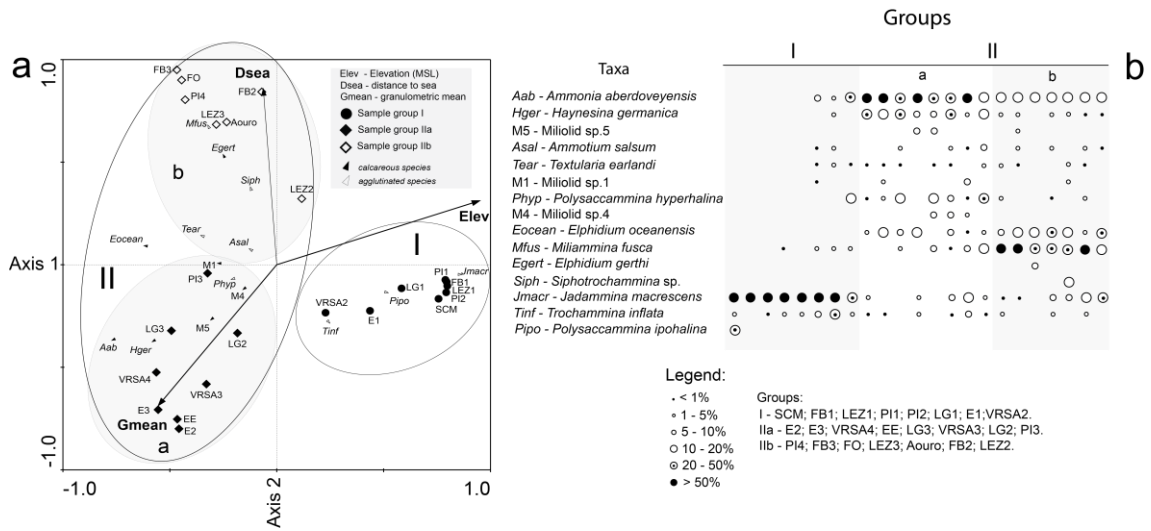 a
1.0
Axis 1
-1.0
-1.0
Axis 2
1.0
FB3
FO
PI4
Dsea
FB2
LEZ3
Mfus
Aouro
Egert
b
Siph
LEZ2
Elev
Tear
Eocean
Asal
II
M1
PI3
Phyp
M4
I
LG1
PI1
Jmacr
FB1
LEZ1
PI2
SCM
Pipo
VRSA2
E1
Tinf
LG3
M5
LG2
Aab
Hger
VRSA4
VRSA3
E3
Gmean
EE
E2
a
Elev - Elevation (MSL)
Dsea - distance to sea
Gmean - granulometric mean
Sample group I
Sample group IIa
Sample group IIb
calcareous species
agglutinated species
Groups
I
II
Taxa
a
b
b
Aab - Ammonia aberdoveyensis
Hger - Haynesina germanica
M5 - Miliolid sp.5
Asal - Ammotium salsum
Tear - Textularia earlandi
M1 - Miliolid sp.1
Phyp - Polysaccammina hyperhalina
M4 - Miliolid sp.4
Eocean - Elphidium oceanensis
Mfus - Miliammina fusca
Egert - Elphidium gerthi
Siph - Siphotrochammina sp.
Jmacr - Jadammina macrescens
Tinf - Trochammina inflata
Pipo - Polysaccammina ipohalina
Legend:
< 1%
1 - 5%
5 - 10%
10 - 20%
20 - 50%
> 50%
Groups:
I - SCM; FB1; LEZ1; PI1; PI2; LG1; E1;VRSA2.
IIa - E2; E3; VRSA4; EE; LG3; VRSA3; LG2; PI3.
IIb - PI4; FB3; FO; LEZ3; Aouro; FB2; LEZ2.